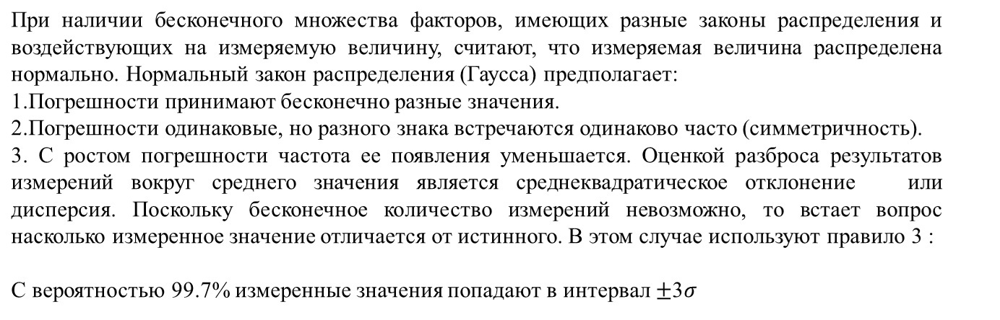 При наличии бесконечного множества факторов, имеющих разные законы распределения и
воздействующих на измеряемую величину, считают, что измеряемая величина распределена
нормально. Нормальный закон распределения (Гаусса) предполагает:
1.Погрешности принимают бесконечно разные значения.
2.Погрешности одинаковые, но разного знака встречаются одинаково часто (симметричность).
3. С ростом погрешности частота ее появления уменьшается. Оценкой разброса результатов
измерений вокруг среднего значения является среднеквадратическое отклонение или
дисперсия. Поскольку бесконечное количество измерений невозможно, то встает вопрос
насколько измеренное значение отличается от истинного. В этом случае используют правило 3 :
С вероятностью 99.7% измеренные значения попадают в интервал ±3σ